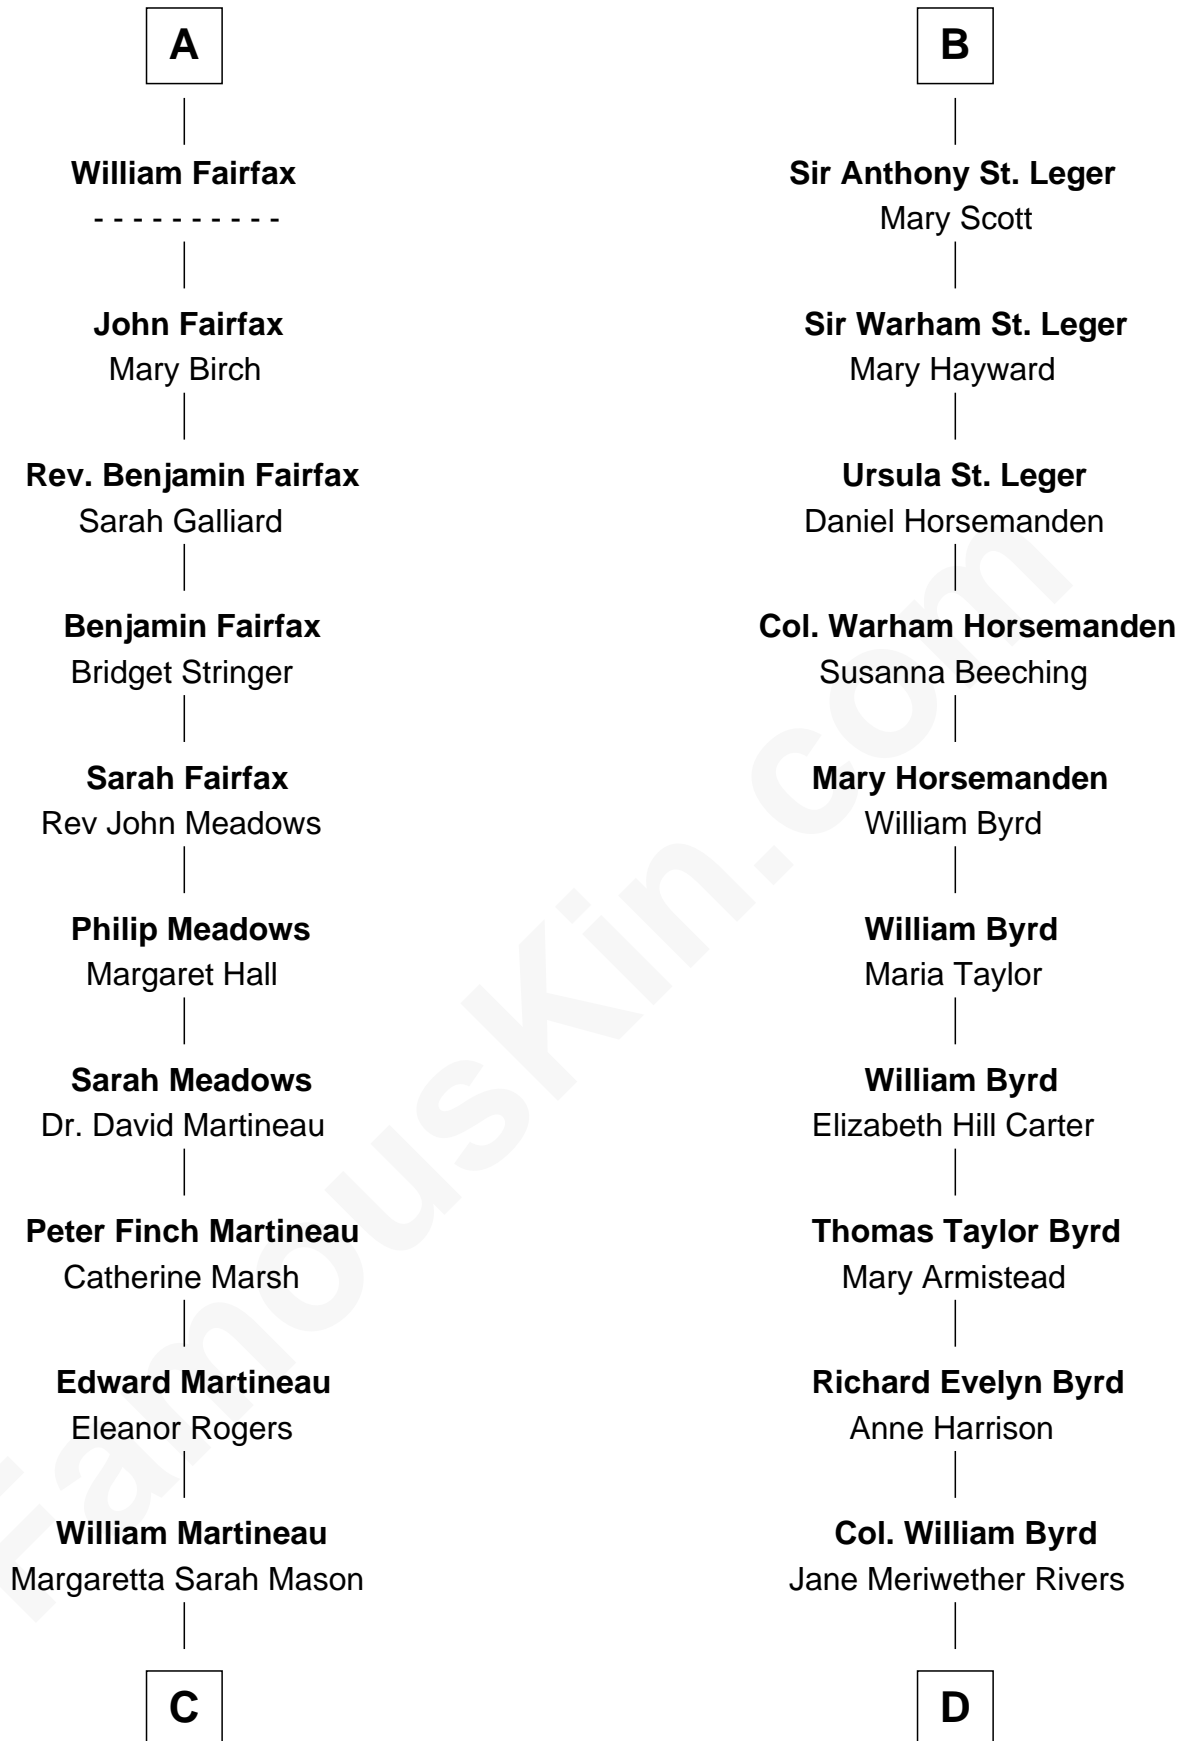 A
William Fairfax
- - - - - - - - - -
John Fairfax
Mary Birch
Rev. Benjamin Fairfax
Sarah Galliard
Benjamin Fairfax
Bridget Stringer
Sarah Fairfax
Rev John Meadows
Philip Meadows
Margaret Hall
Sarah Meadows
Dr. David Martineau
Peter Finch Martineau
Catherine Marsh
Edward Martineau
Eleanor Rogers
William Martineau
Margaretta Sarah Mason
C
B
Sir Anthony St. Leger
Mary Scott
Sir Warham St. Leger
Mary Hayward
Ursula St. Leger
Daniel Horsemanden
Col. Warham Horsemanden
Susanna Beeching
Mary Horsemanden
William Byrd
William Byrd
Maria Taylor
William Byrd
Elizabeth Hill Carter
Thomas Taylor Byrd
Mary Armistead
Richard Evelyn Byrd
Anne Harrison
Col. William Byrd
Jane Meriwether Rivers
D
FamousKin.com